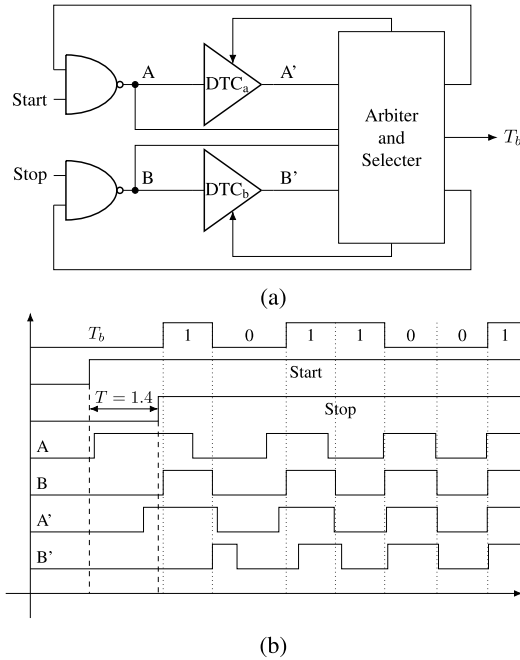 A
DTCa
A'
Start
Arbiter
and
Selecter
Tb
Stop
B
DTCb
B'
(a)
Tb
1 0 1 1 0 0 1
Start
T = 1.4
Stop
A
B
A'
B'
(b)